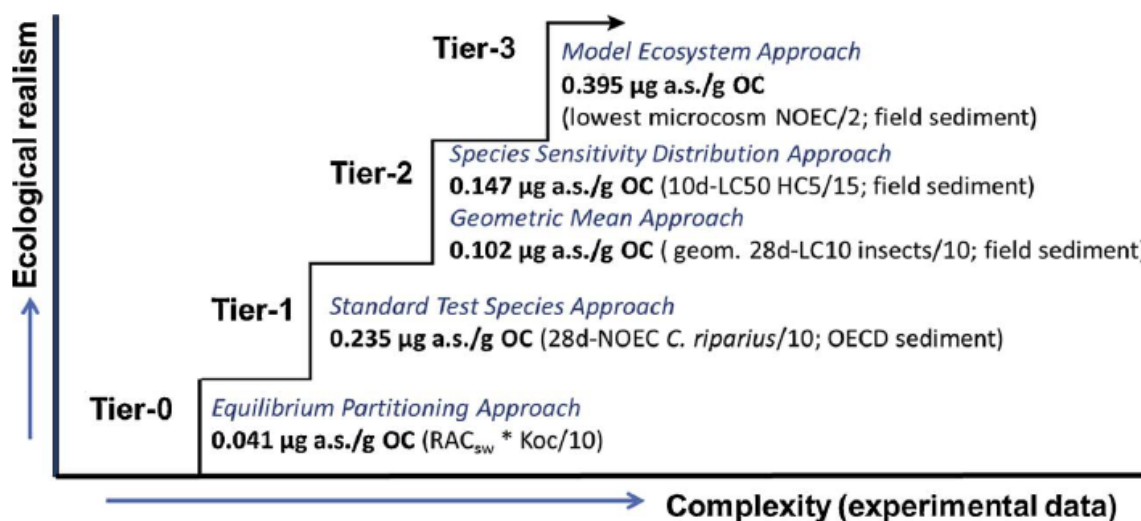 Ecological realism
Tier-3
Model Ecosystem Approach
0.395 µg a.s./g OC
(lowest microcosm NOEC/2; field sediment)
Tier-2
Species Sensitivity Distribution Approach
0.147 µg a.s./g OC (10d-LC50 HC5/15; field sediment)
Geometric Mean Approach
0.102 µg a.s./g OC ( geom. 28d-LC10 insects/10; field sediment)
Tier-1
Standard Test Species Approach
0.235 µg a.s./g OC (28d-NOEC C. riparius/10; OECD sediment)
Tier-0
Equilibrium Partitioning Approach
0.041 µg a.s./g OC (RACsw * Koc/10)
Complexity (experimental data)